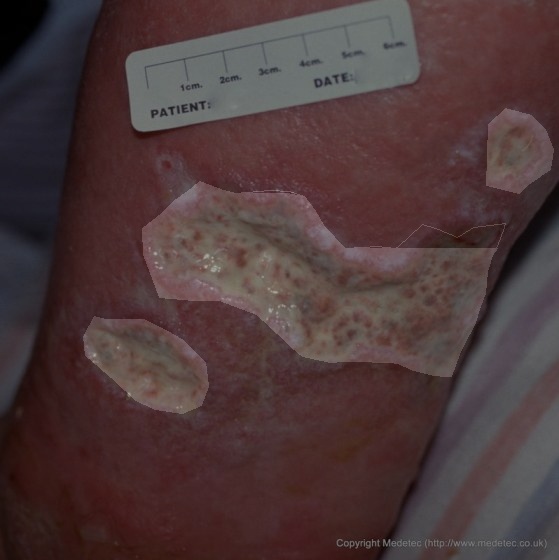 1cm. 2cm. 3cm. 4cm. 5cm. 6cm.
PATIENT: DATE:
Copyright Medetec (http://www.medetec.co.uk)